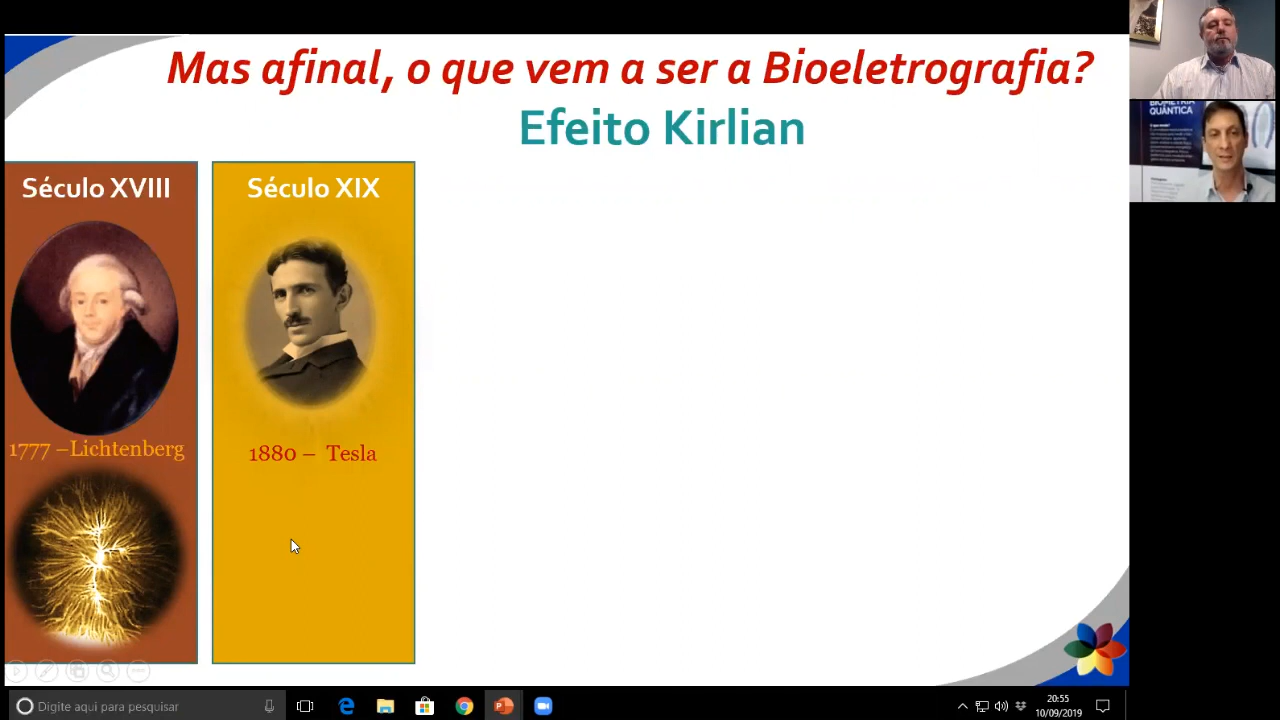 Mas afinal, o que vem a ser a Bioeletrografia?
Efeito Kirlian
Século XVIII
1777 –Lichtenberg
Século XIX
1880 – Tesla
BIOMETRIA
QUÂNTICA
Digite aqui para pesquisar
20:55
10/09/2019